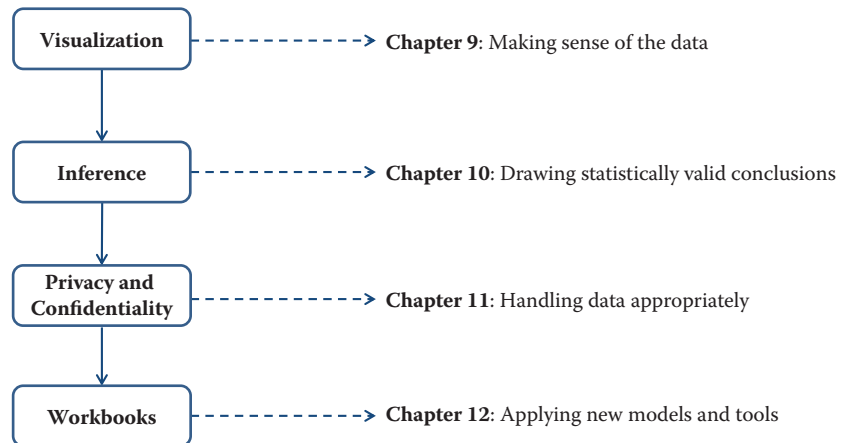 Visualization
Chapter 9: Making sense of the data
Inference
Chapter 10: Drawing statistically valid conclusions
Privacy and
Confidentiality
Chapter 11: Handling data appropriately
Workbooks
Chapter 12: Applying new models and tools